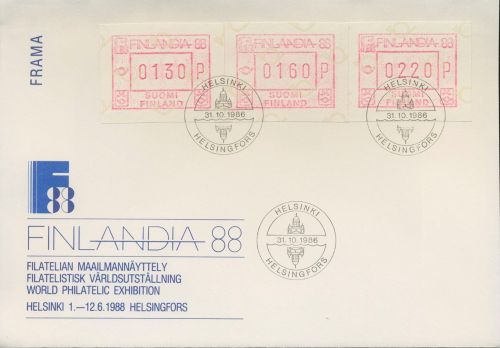 FRAMA
FINLANDIA·88
0130 P
SUOMI
FINLAND
FINLANDIA·88
0160 P
SUOMI
FINLAND
FINLANDIA·88
0220 P
SUOMI
FINLAND
HELSINKI
31.10.1986
HELSINGFORS
HELSINKI
31.10.1986
HELSINGFORS
F
88
FINLANDIA 88
FILATELIAN MAAILMANNÄYTTELY
FILATELISTISK VÄRLDSUTSTÄLLNING
WORLD PHILATELIC EXHIBITION
HELSINKI 1.—12.6.1988 HELSINGFORS
HELSINKI
31.10.1986
HELSINGFORS